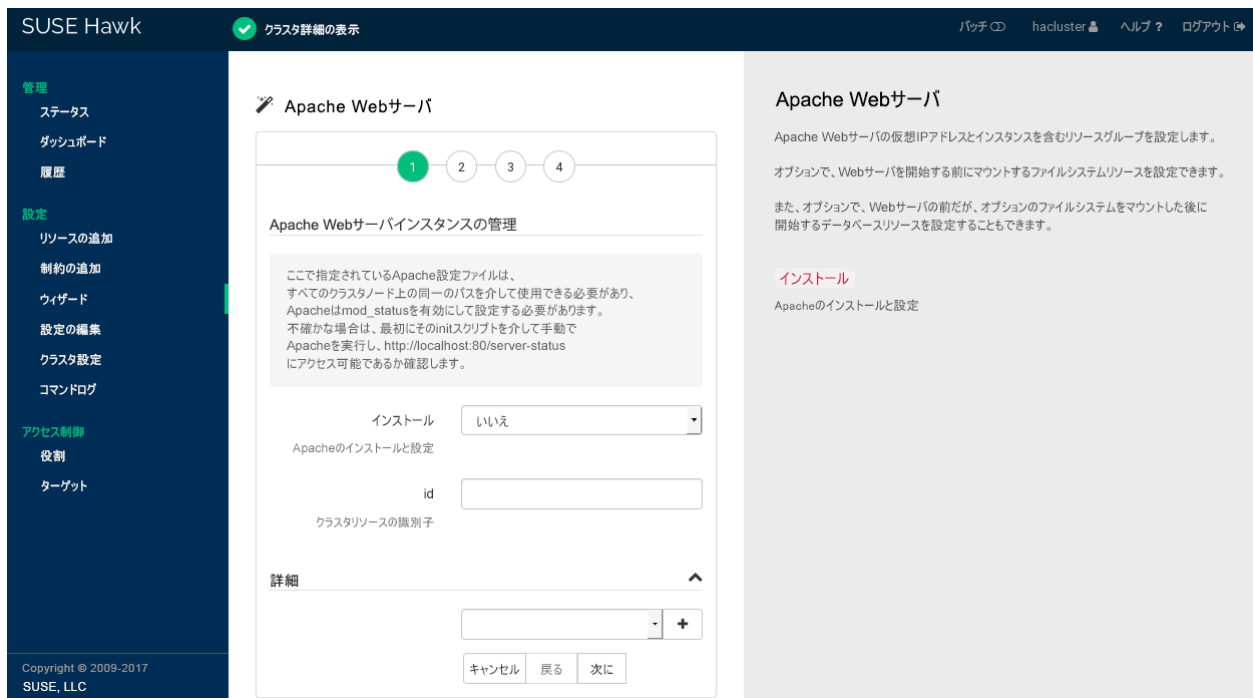 SUSE Hawk
クラスタ詳細の表示
バッチ
hacluster
ヘルプ ?
ログアウト
管理
ステータス
ダッシュボード
履歴
設定
リソースの追加
制約の追加
ウィザード
設定の編集
クラスタ設定
コマンドログ
アクセス制御
役割
ターゲット
Copyright © 2009-2017
SUSE, LLC
Apache Webサーバ
1 2 3 4
Apache Webサーバインスタンスの管理
ここで指定されているApache設定ファイルは、
すべてのクラスタノード上の同一のパスを介して使用できる必要があり、
Apacheはmod_statusを有効にして設定する必要があります。
不確かな場合は、最初にそのinitスクリプトを介して手動で
Apacheを実行し、http://localhost:80/server-status
にアクセス可能であるか確認します。
インストール
いいえ
Apacheのインストールと設定
id
クラスタリソースの識別子
詳細
キャンセル
戻る
次に
Apache Webサーバ
Apache Webサーバの仮想IPアドレスとインスタンスを含むリソースグループを設定します。
オプションで、Webサーバを開始する前にマウントするファイルシステムリソースを設定できます。
また、オプションで、Webサーバの前だが、オプションのファイルシステムをマウントした後に
開始するデータベースリソースを設定することもできます。
インストール
Apacheのインストールと設定